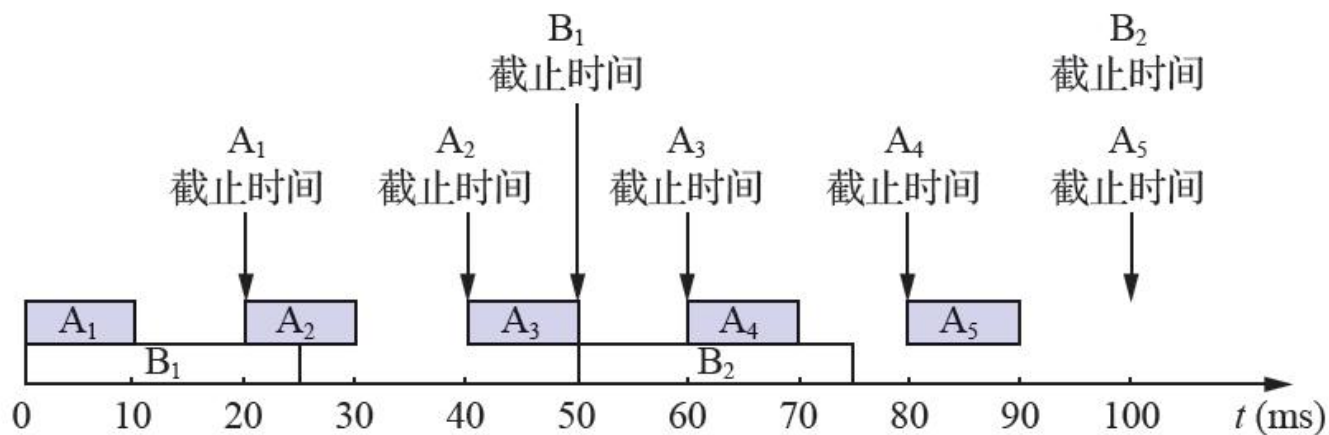 B₁ B₂
截止时间 截止时间
A₁ A₂ A₃ A₄ A₅
截止时间 截止时间 截止时间 截止时间 截止时间
A₁ A₂ A₃ A₄ A₅
B₁ B₂
0 10 20 30 40 50 60 70 80 90 100 t (ms)